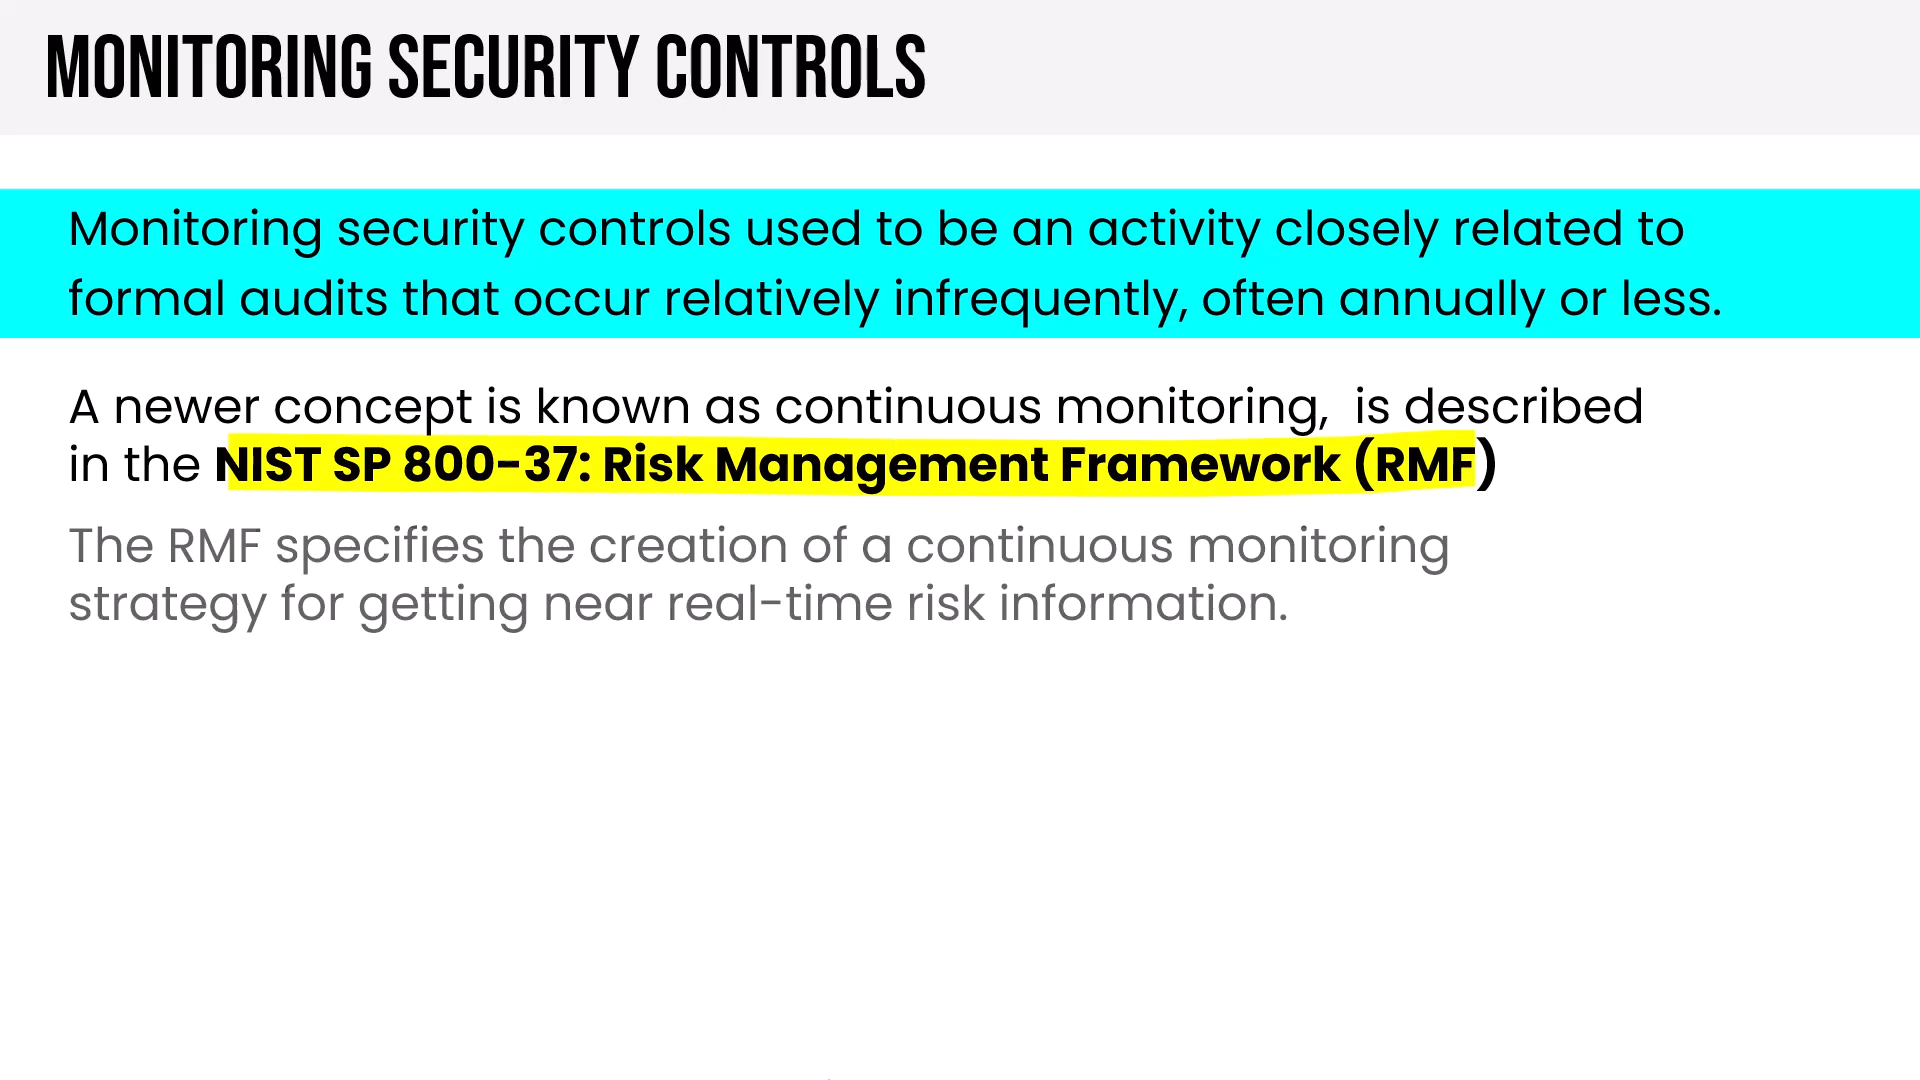 MONITORING SECURITY CONTROLS
Monitoring security controls used to be an activity closely related to
formal audits that occur relatively infrequently, often annually or less.
A newer concept is known as continuous monitoring,  is described
in the NIST SP 800-37: Risk Management Framework (RMF)
The RMF specifies the creation of a continuous monitoring
strategy for getting near real-time risk information.